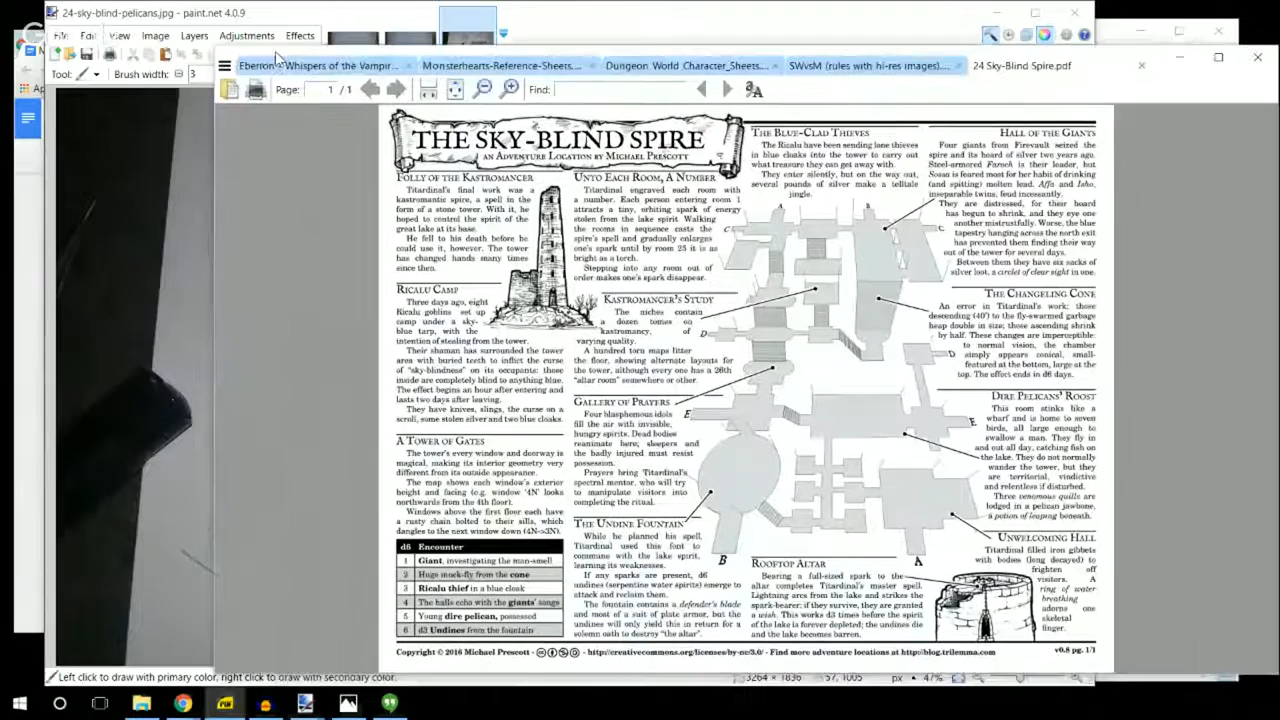 24-sky-blind-pelicans.jpg - paint.net 4.0.9
File Edit View Image Layers Adjustments Effects
Tool: Brush width: 3
Eberron - Whispers of the Vampir...
Monsterhearts-Reference-Sheets....
Dungeon World Character_Sheets....
SWvsM (rules with hi-res images)....
24 Sky-Blind Spire.pdf
Page: 1 / 1 Find:
THE SKY-BLIND SPIRE
AN ADVENTURE LOCATION BY MICHAEL PRESCOTT
FOLLY OF THE KASTROMANCER
Titardinal's final work was a
kastromantic spire, a spell in the
form of a stone tower. With it, he
hoped to control the spirit of the
great lake at its base.
He fell to his death before he
could use it, however. The tower
has changed hands many times
since then.
RICALU CAMP
Three days ago, eight
Ricalu goblins set up
camp under a sky-
blue tarp, with the
intention of stealing from the tower.
Their shaman has surrounded the tower
area with buried teeth to inflict the curse
of "sky-blindness" on its occupants: those
inside are completely blind to anything blue.
The effect begins an hour after entering and
lasts two days after leaving.
They have knives, slings, the curse on a
scroll, some stolen silver and two blue cloaks.
A TOWER OF GATES
The tower's every window and doorway is
magical, making its interior geometry very
different from its outside appearance.
The map shows each window's exterior
height and facing (e.g. window '4N' looks
northwards from the 4th floor).
Windows above the first floor each have
a rusty chain bolted to their sills, which
dangles to the next window down (4N->3N).
d6 Encounter
1 Giant, investigating the man-smell
2 Huge muck-fly from the cone
3 Ricalu thief in a blue cloak
4 The halls echo with the giants' songs
5 Young dire pelican, possessed
6 d3 Undines from the fountain
UNTO EACH ROOM, A NUMBER
Titardinal engraved each room with
a number. Each person entering room 1
attracts a tiny, orbiting spark of energy
stolen from the lake spirit. Walking
the rooms in sequence casts the
spire's spell and gradually enlarges
one's spark until by room 25 it is as
bright as a torch.
Stepping into any room out of
order makes one's spark disappear.
KASTROMANCER'S STUDY
The niches contain
a dozen tomes on
kastromancy, of
varying quality.
A hundred torn maps litter
the floor, shewing alternate layouts for
the tower, although every one has a 26th
"altar room" somewhere or other.
GALLERY OF PRAYERS
Four blasphemous idols
fill the air with invisible,
hungry spirits. Dead bodies
reanimate here; sleepers and
the badly injured must resist
possession.
Prayers bring Titardinal's
spectral mentor, who will try
to manipulate visitors into
completing the ritual.
THE UNDINE FOUNTAIN
While he planned his spell,
Titardinal used this font to
commune with the lake spirit,
learning its weaknesses.
If any sparks are present, d6
undines (serpentine water spirits) emerge to
attack and reclaim them.
The fountain contains a defender's blade
and most of a suit of plate armor, but the
undines will only yield this in return for a
solemn oath to destroy "the altar".
THE BLUE-CLAD THIEVES
The Ricalu have been sending lone thieves
in blue cloaks into the tower to carry out
what treasure they can get away with.
They enter silently, but on the way out,
several pounds of silver make a telltale
jingle.
A B
C C
D D
E E
B A
ROOFTOP ALTAR
Bearing a full-sized spark to the
altar completes Titardinal's master spell.
Lightning arcs from the lake and strikes
the spark-bearer; if they survive, they are granted
a wish. This works d3 times before the spirit
of the lake is forever depleted; the undines die
and the lake becomes barren.
HALL OF THE GIANTS
Four giants from Firevault seized the
spire and its hoard of silver two years ago.
Steel-armored Faroch is their leader, but
Sossa is feared most for her habit of drinking
(and spitting) molten lead. Affa and Isho,
inseparable twins, feud incessantly.
They are distressed, for their hoard
has begun to shrink, and they eye one
another mistrustfully. Worse, the blue
tapestry hanging across the north exit
has prevented them finding their way
out of the tower for several days.
Between them they have six sacks of
silver loot, a circlet of clear sight in one.
THE CHANGELING CONE
An error in Titardinal's work; those
descending (40') to the fly-swarmed garbage
heap double in size; those ascending shrink
by half. These changes are imperceptible:
to normal vision, the chamber
simply appears conical, small-
featured at the bottom, large at the
top. The effect ends in d6 days.
DIRE PELICANS' ROOST
This room stinks like a
wharf and is home to seven
birds, all large enough to
swallow a man. They fly in
and out all day, catching fish on
the lake. They do not normally
wander the tower, but they
are territorial, vindictive
and relentless if disturbed.
Three venomous quills are
lodged in a pelican jawbone,
a potion of leaping beneath.
UNWELCOMING HALL
Titardinal filled iron gibbets
with bodies (long decayed) to
frighten off
visitors. A
ring of water
breathing
adorns one
skeletal
finger.
Copyright © 2016 Michael Prescott - http://creativecommons.org/licenses/by-nc/3.0/ - Find more adventure locations at http://blog.trilemma.com
v0.8 pg. 1/1
Left click to draw with primary color, right click to draw with secondary color.
3264 × 1836 57, 1005 px 47%